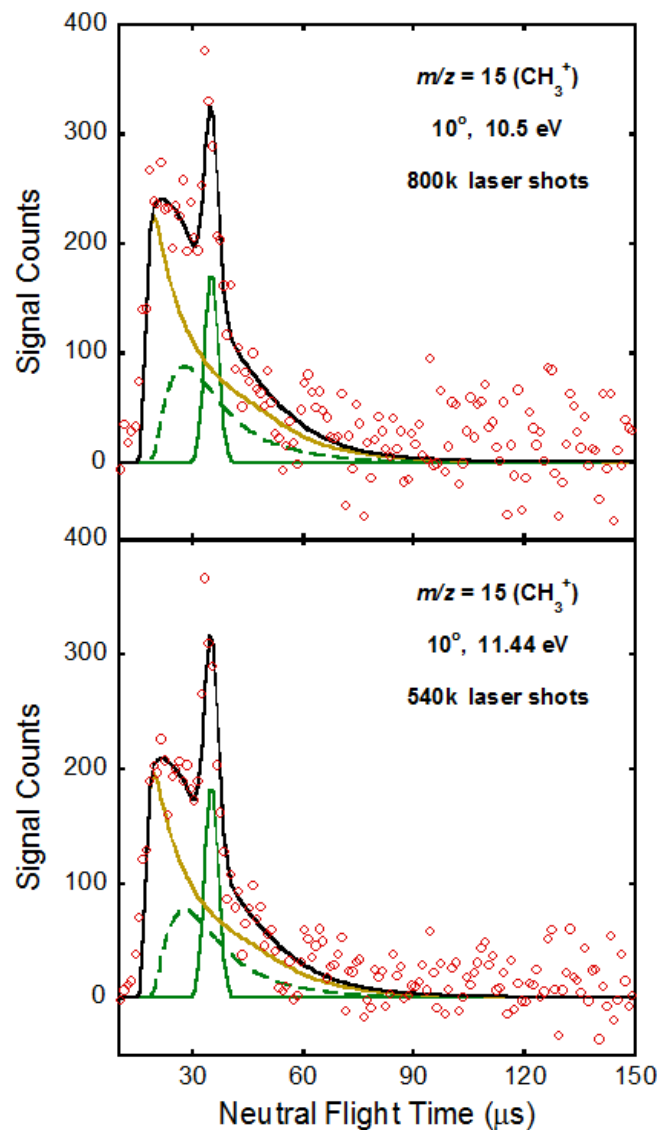 400
m/z = 15 (CH₃⁺)
10°, 10.5 eV
800k laser shots
300
200
100
0
Signal Counts
400
m/z = 15 (CH₃⁺)
10°, 11.44 eV
540k laser shots
300
200
100
0
Signal Counts
30 60 90 120 150
Neutral Flight Time (μs)